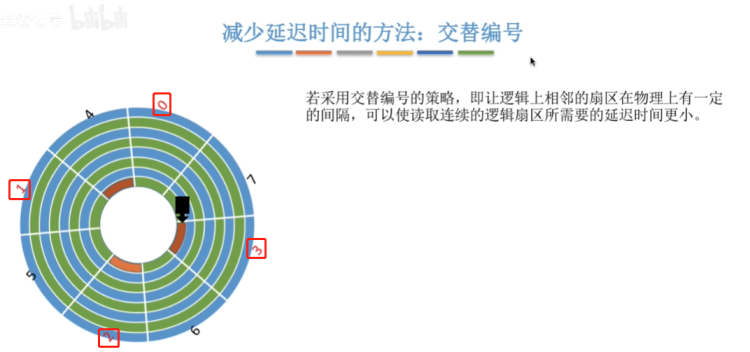 bilibili
减少延迟时间的方法：交替编号
若采用交替编号的策略，即让逻辑上相邻的扇区在物理上有一定
的间隔，可以使读取连续的逻辑扇区所需要的延迟时间更小。
4
0
1
7
3
5
2
6